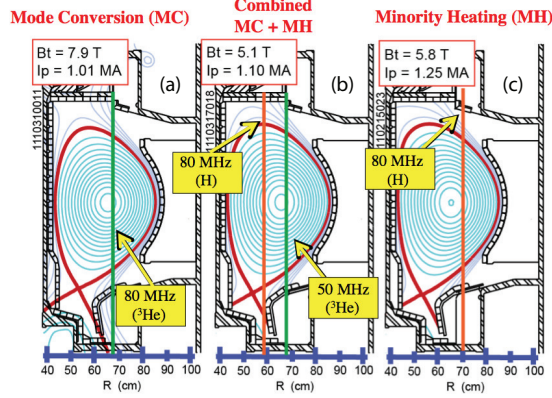 Mode Conversion (MC)
Combined
MC + MH
Minority Heating (MH)
Bt = 7.9 T
Ip = 1.01 MA
(a)
1110310011
80 MHz
(³He)
40 50 60 70 80 90 100
R (cm)
Bt = 5.1 T
Ip = 1.10 MA
(b)
1110317018
80 MHz
(H)
50 MHz
(³He)
40 50 60 70 80 90 100
R (cm)
Bt = 5.8 T
Ip = 1.25 MA
(c)
1110215023
80 MHz
(H)
40 50 60 70 80 90 100
R (cm)